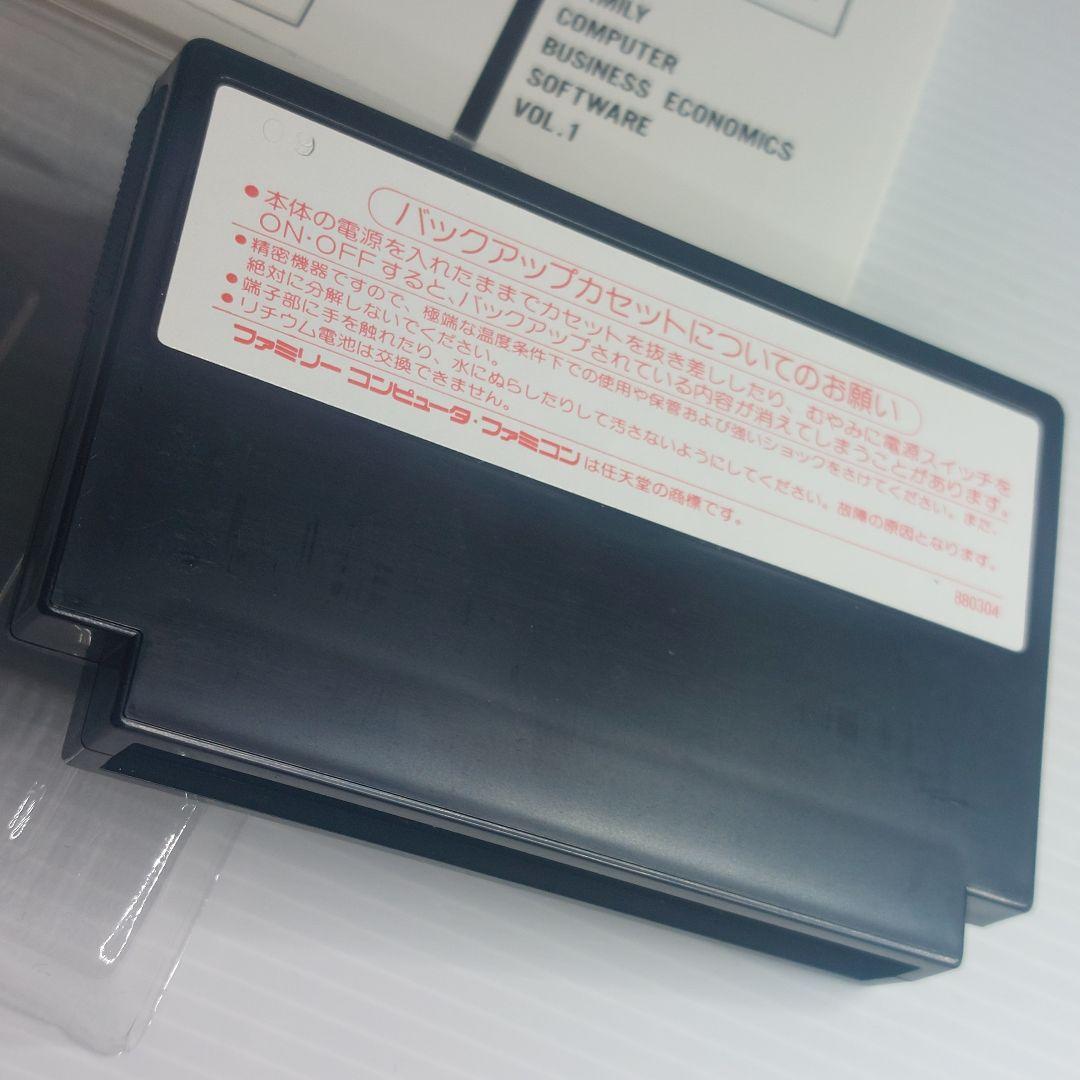 COMPUTER
BUSINESS ECONOMICS
SOFTWARE
VOL.1
09
バックアップカセットについてのお願い
●本体の電源を入れたままでカセットを抜き差ししたり、むやみに電源スイッチを
ON・OFFすると、バックアップされている内容が消えてしまうことがあります。
●精密機器ですので、極端な温度条件下での使用や保管および強いショックをさけてください。また、
絶対に分解しないでください。
●端子部に手を触れたり、水にぬらしたりして汚さないようにしてください。故障の原因となります。
●リチウム電池は交換できません。
ファミリーコンピュータ・ファミコンは任天堂の商標です。
880304